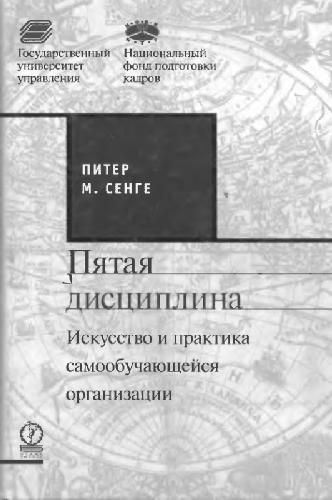 Государственный
университет
управления
Национальный
фонд подготовки
кадров
ПИТЕР
М. СЕНГЕ
Пятая
дисциплина
Искусство и практика
самообучающейся
организации